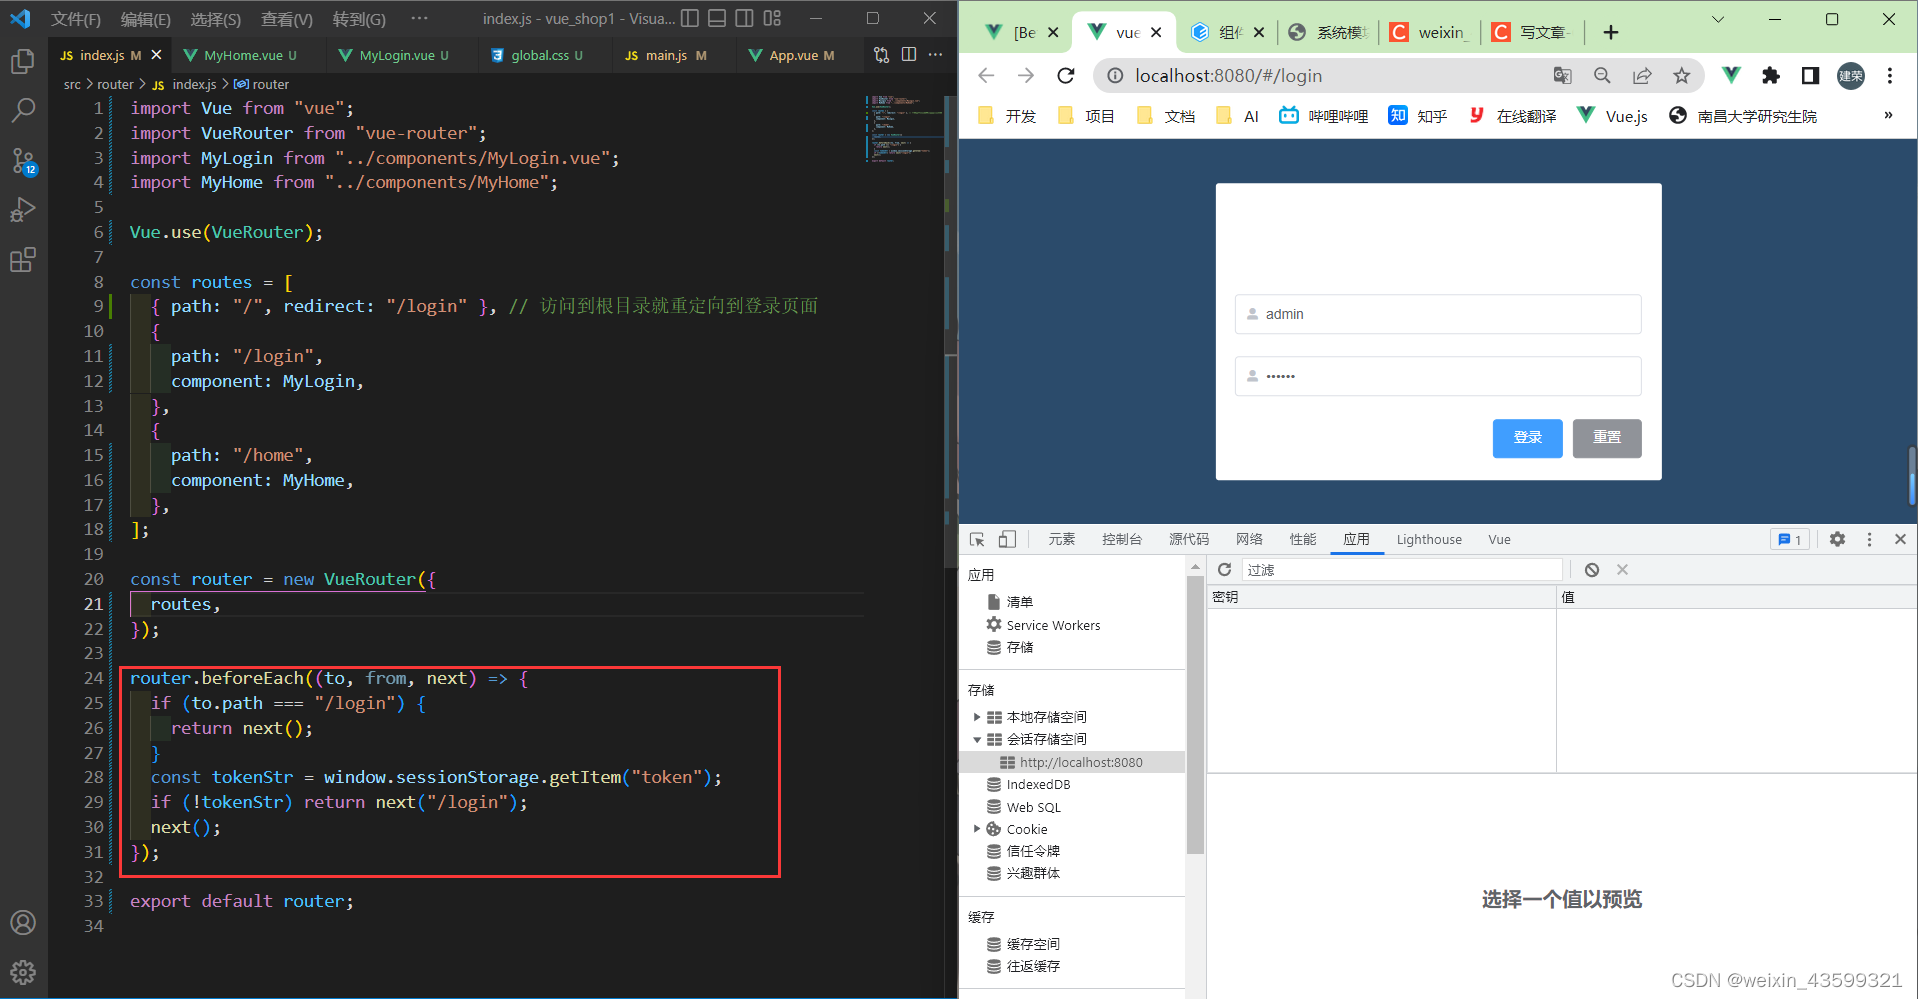 文件(F) 编辑(E) 选择(S) 查看(V) 转到(G) ··· index.js - vue_shop1 - Visua...
JS index.js M MyHome.vue U MyLogin.vue U global.css U JS main.js M App.vue M
src > router > JS index.js > router
1 import Vue from "vue";
2 import VueRouter from "vue-router";
3 import MyLogin from "../components/MyLogin.vue";
4 import MyHome from "../components/MyHome";
5
6 Vue.use(VueRouter);
7
8 const routes = [
9 { path: "/", redirect: "/login" }, // 访问到根目录就重定向到登录页面
10 {
11 path: "/login",
12 component: MyLogin,
13 },
14 {
15 path: "/home",
16 component: MyHome,
17 },
18 ];
19
20 const router = new VueRouter({
21 routes,
22 });
23
24 router.beforeEach((to, from, next) => {
25 if (to.path === "/login") {
26 return next();
27 }
28 const tokenStr = window.sessionStorage.getItem("token");
29 if (!tokenStr) return next("/login");
30 next();
31 });
32
33 export default router;
34
12
[Be vue 组件 系统模块 C weixin_ C 写文章-
localhost:8080/#/login
建荣
开发 项目 文档 AI 哔哩哔哩 知 知乎 y 在线翻译 Vue.js 南昌大学研究生院 »
admin
••••••
登录 重置
元素 控制台 源代码 网络 性能 应用 Lighthouse Vue 1
应用
清单
Service Workers
存储
存储
本地存储空间
会话存储空间
http://localhost:8080
IndexedDB
Web SQL
Cookie
信任令牌
兴趣群体
缓存
缓存空间
往返缓存
过滤
密钥 值
选择一个值以预览
CSDN @weixin_43599321